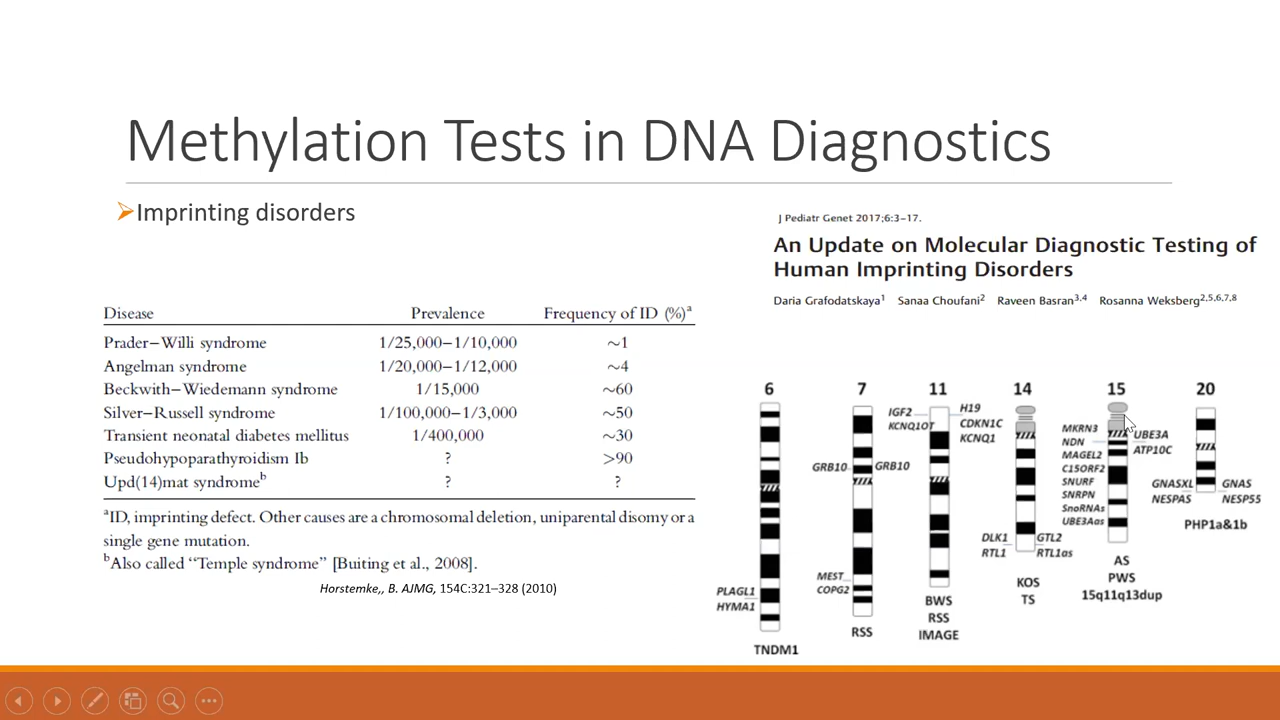 Methylation Tests in DNA Diagnostics
Imprinting disorders
J Pediatr Genet 2017;6:3–17.
An Update on Molecular Diagnostic Testing of
Human Imprinting Disorders
Daria Grafodatskaya1 Sanaa Choufani2 Raveen Basran3,4 Rosanna Weksberg2,5,6,7,8
Disease Prevalence Frequency of ID (%)a
Prader–Willi syndrome 1/25,000–1/10,000 ~1
Angelman syndrome 1/20,000–1/12,000 ~4
Beckwith–Wiedemann syndrome 1/15,000 ~60
Silver–Russell syndrome 1/100,000–1/3,000 ~50
Transient neonatal diabetes mellitus 1/400,000 ~30
Pseudohypoparathyroidism Ib ? >90
Upd(14)mat syndromeb ? ?
aID, imprinting defect. Other causes are a chromosomal deletion, uniparental disomy or a
single gene mutation.
bAlso called “Temple syndrome” [Buiting et al., 2008].
Horstemke,, B. AJMG, 154C:321–328 (2010)
6
PLAGL1
HYMA1
TNDM1
7
GRB10 GRB10
MEST
COPG2
RSS
11
IGF2 H19
KCNQ1OT CDKN1C
KCNQ1
BWS
RSS
IMAGE
14
DLK1 GTL2
RTL1 RTL1as
KOS
TS
15
MKRN3 UBE3A
NDN ATP10C
MAGEL2
C15ORF2
SNURF
SNRPN
SnoRNAs
UBE3Aas
AS
PWS
15q11q13dup
20
GNASXL GNAS
NESPAS NESP55
PHP1a&1b